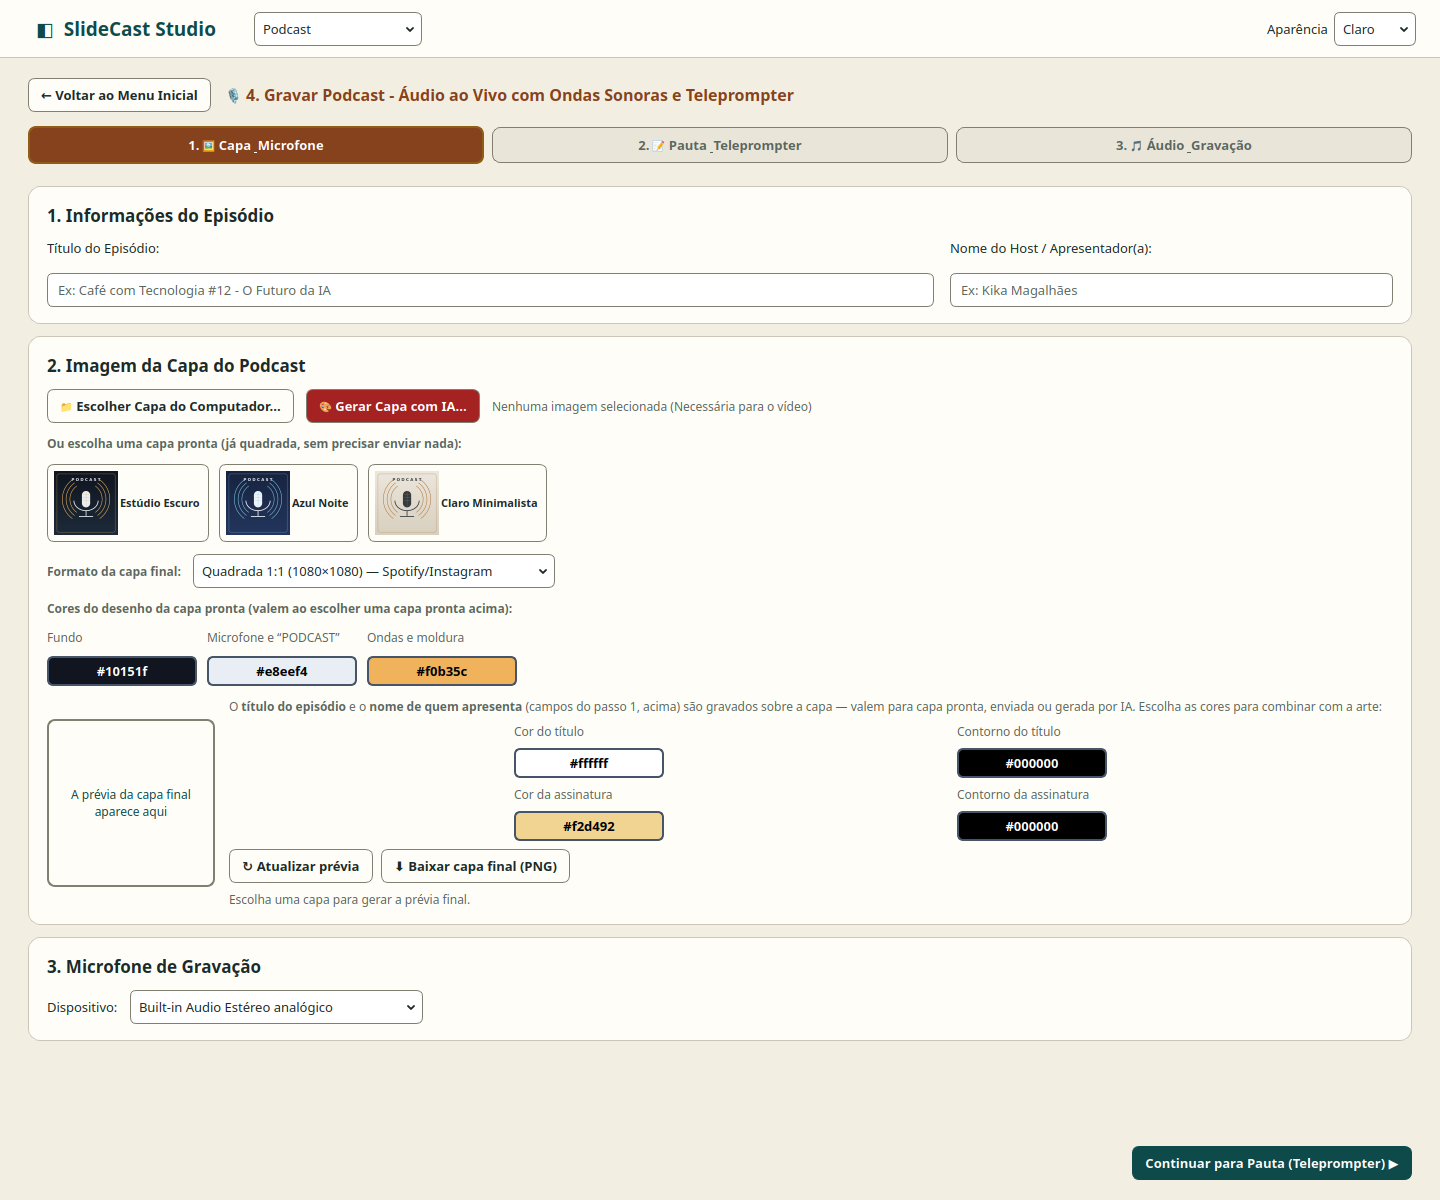 SlideCast Studio
Podcast
Aparência
Claro
← Voltar ao Menu Inicial
4. Gravar Podcast - Áudio ao Vivo com Ondas Sonoras e Teleprompter
1. Capa _Microfone
2. Pauta _Teleprompter
3. Áudio _Gravação
1. Informações do Episódio
Título do Episódio:
Nome do Host / Apresentador(a):
Ex: Café com Tecnologia #12 - O Futuro da IA
Ex: Kika Magalhães
2. Imagem da Capa do Podcast
Escolher Capa do Computador...
Gerar Capa com IA...
Nenhuma imagem selecionada (Necessária para o vídeo)
Ou escolha uma capa pronta (já quadrada, sem precisar enviar nada):
PODCAST
Estúdio Escuro
PODCAST
Azul Noite
PODCAST
Claro Minimalista
Formato da capa final:
Quadrada 1:1 (1080×1080) — Spotify/Instagram
Cores do desenho da capa pronta (valem ao escolher uma capa pronta acima):
Fundo
Microfone e “PODCAST”
Ondas e moldura
#10151f
#e8eef4
#f0b35c
O título do episódio e o nome de quem apresenta (campos do passo 1, acima) são gravados sobre a capa — valem para capa pronta, enviada ou gerada por IA. Escolha as cores para combinar com a arte:
A prévia da capa final
aparece aqui
Cor do título
Contorno do título
#ffffff
#000000
Cor da assinatura
Contorno da assinatura
#f2d492
#000000
↻ Atualizar prévia
⬇ Baixar capa final (PNG)
Escolha uma capa para gerar a prévia final.
3. Microfone de Gravação
Dispositivo:
Built-in Audio Estéreo analógico
Continuar para Pauta (Teleprompter) ▶